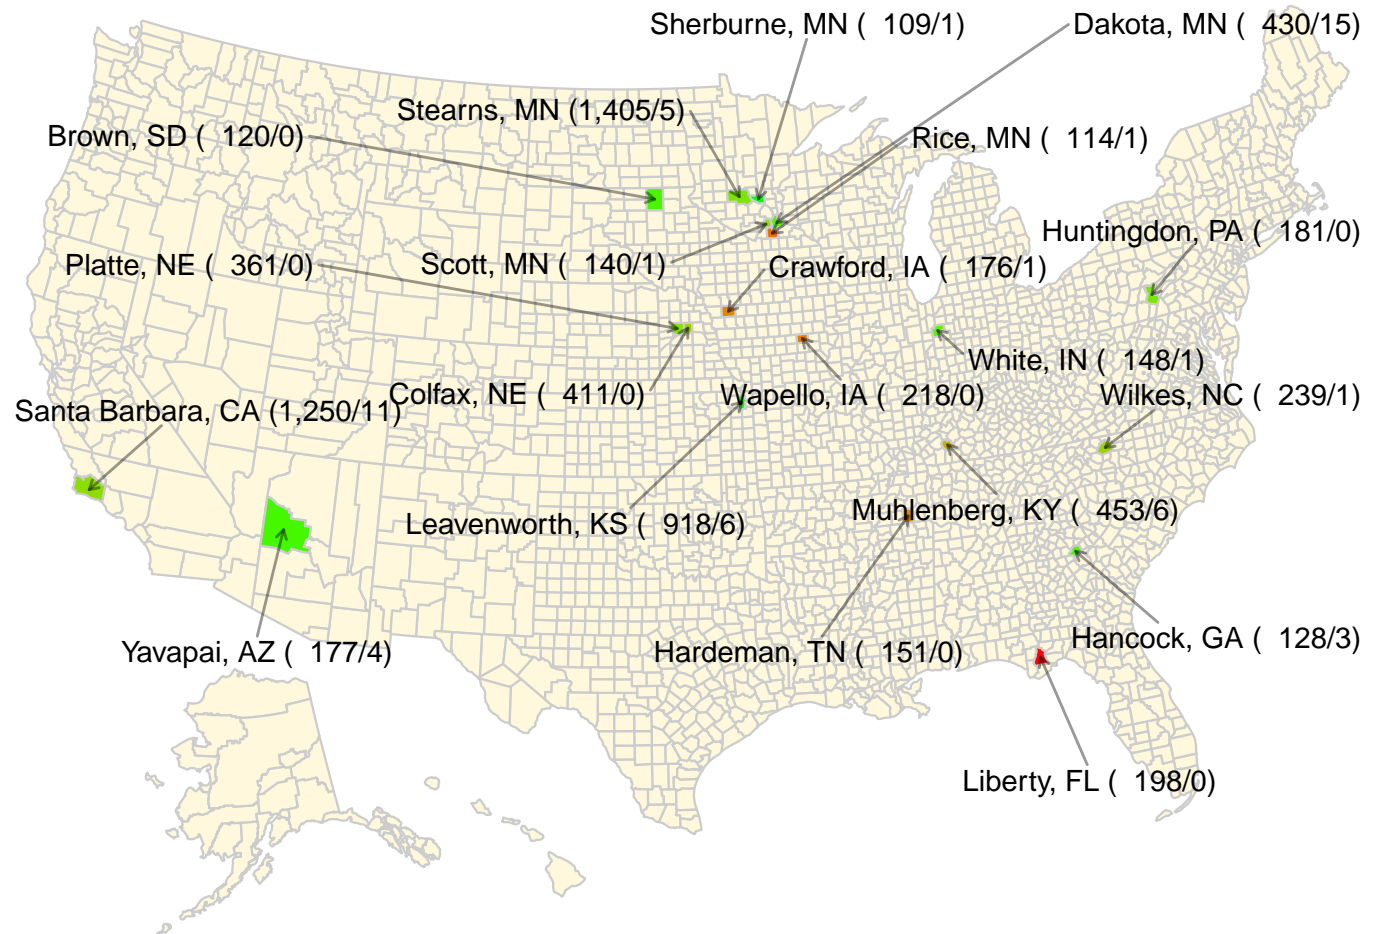 Sherburne, MN ( 109/1)
Dakota, MN ( 430/15)
Stearns, MN (1,405/5)
Brown, SD ( 120/0)
Rice, MN ( 114/1)
Huntingdon, PA ( 181/0)
Platte, NE ( 361/0)
Scott, MN ( 140/1)
Crawford, IA ( 176/1)
White, IN ( 148/1)
Colfax, NE ( 411/0)
Wapello, IA ( 218/0)
Wilkes, NC ( 239/1)
Santa Barbara, CA (1,250/11)
Muhlenberg, KY ( 453/6)
Leavenworth, KS ( 918/6)
Yavapai, AZ ( 177/4)
Hardeman, TN ( 151/0)
Hancock, GA ( 128/3)
Liberty, FL ( 198/0)